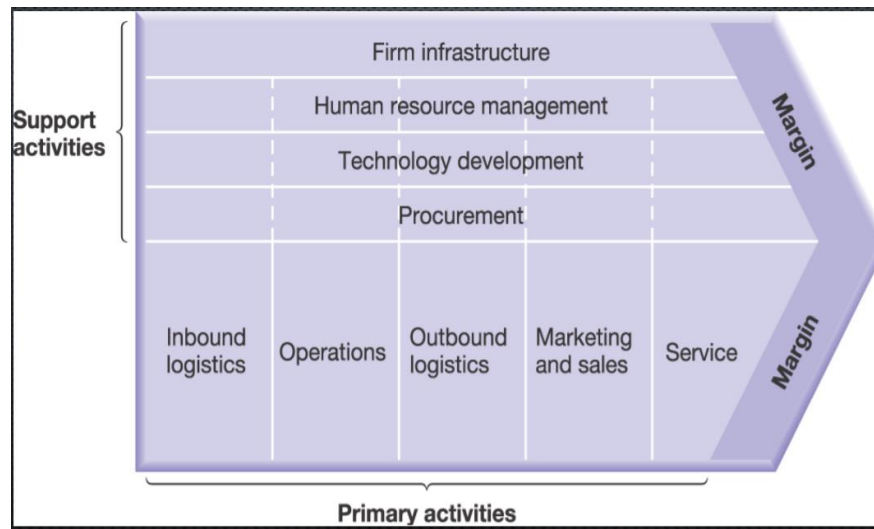 Firm infrastructure
Human resource management
Technology development
Procurement
Support
activities
Margin
Inbound
logistics
Operations
Outbound
logistics
Marketing
and sales
Service
Margin
Primary activities